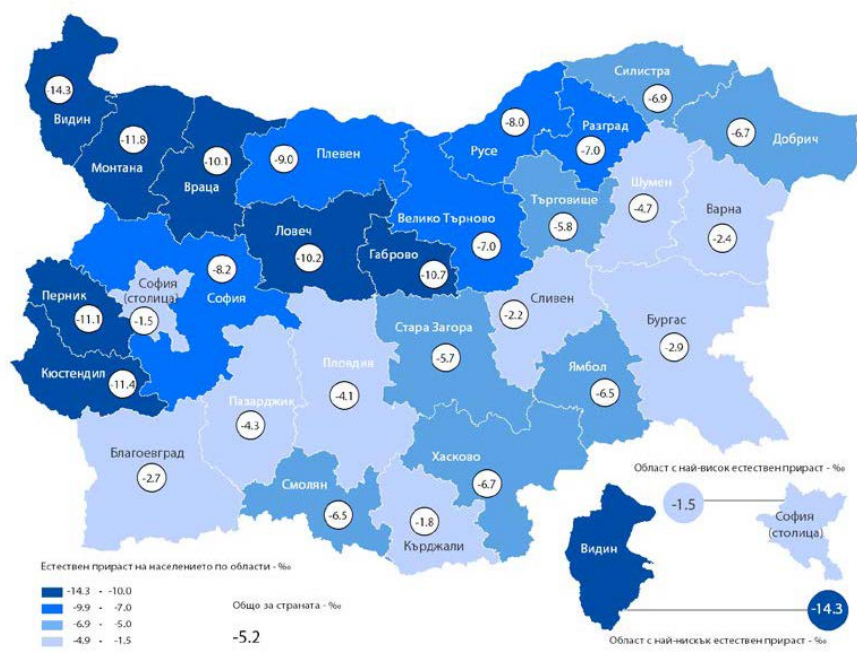 Силистра
-6.9
-14.3
Видин
-8.0
Русе
Разград
-7.0
-6.7
Добрич
-11.8
Монтана
-10.1
Враца
-9.0
Плевен
Шумен
-4.7
Търговище
-5.8
Варна
-2.4
Велико Търново
-7.0
Ловеч
-10.2
Габрово
-10.7
-8.2
София
София
(столица)
-1.5
Перник
-11.1
Сливен
-2.2
Бургас
-2.9
Стара Загора
-5.7
Пловдив
-4.1
Ямбол
-6.5
Кюстендил
-11.4
Пазарджик
-4.3
Благоевград
-2.7
Хасково
-6.7
Смолян
-6.5
-1.8
Кърджали
Област с най-висок естествен прираст - ‰
-1.5
София
(столица)
Видин
-14.3
Област с най-нискък естествен прираст - ‰
Естествен прираст на населението по области - ‰
-14.3 - -10.0
-9.9 - -7.0
-6.9 - -5.0
-4.9 - -1.5
Общо за страната - ‰
-5.2